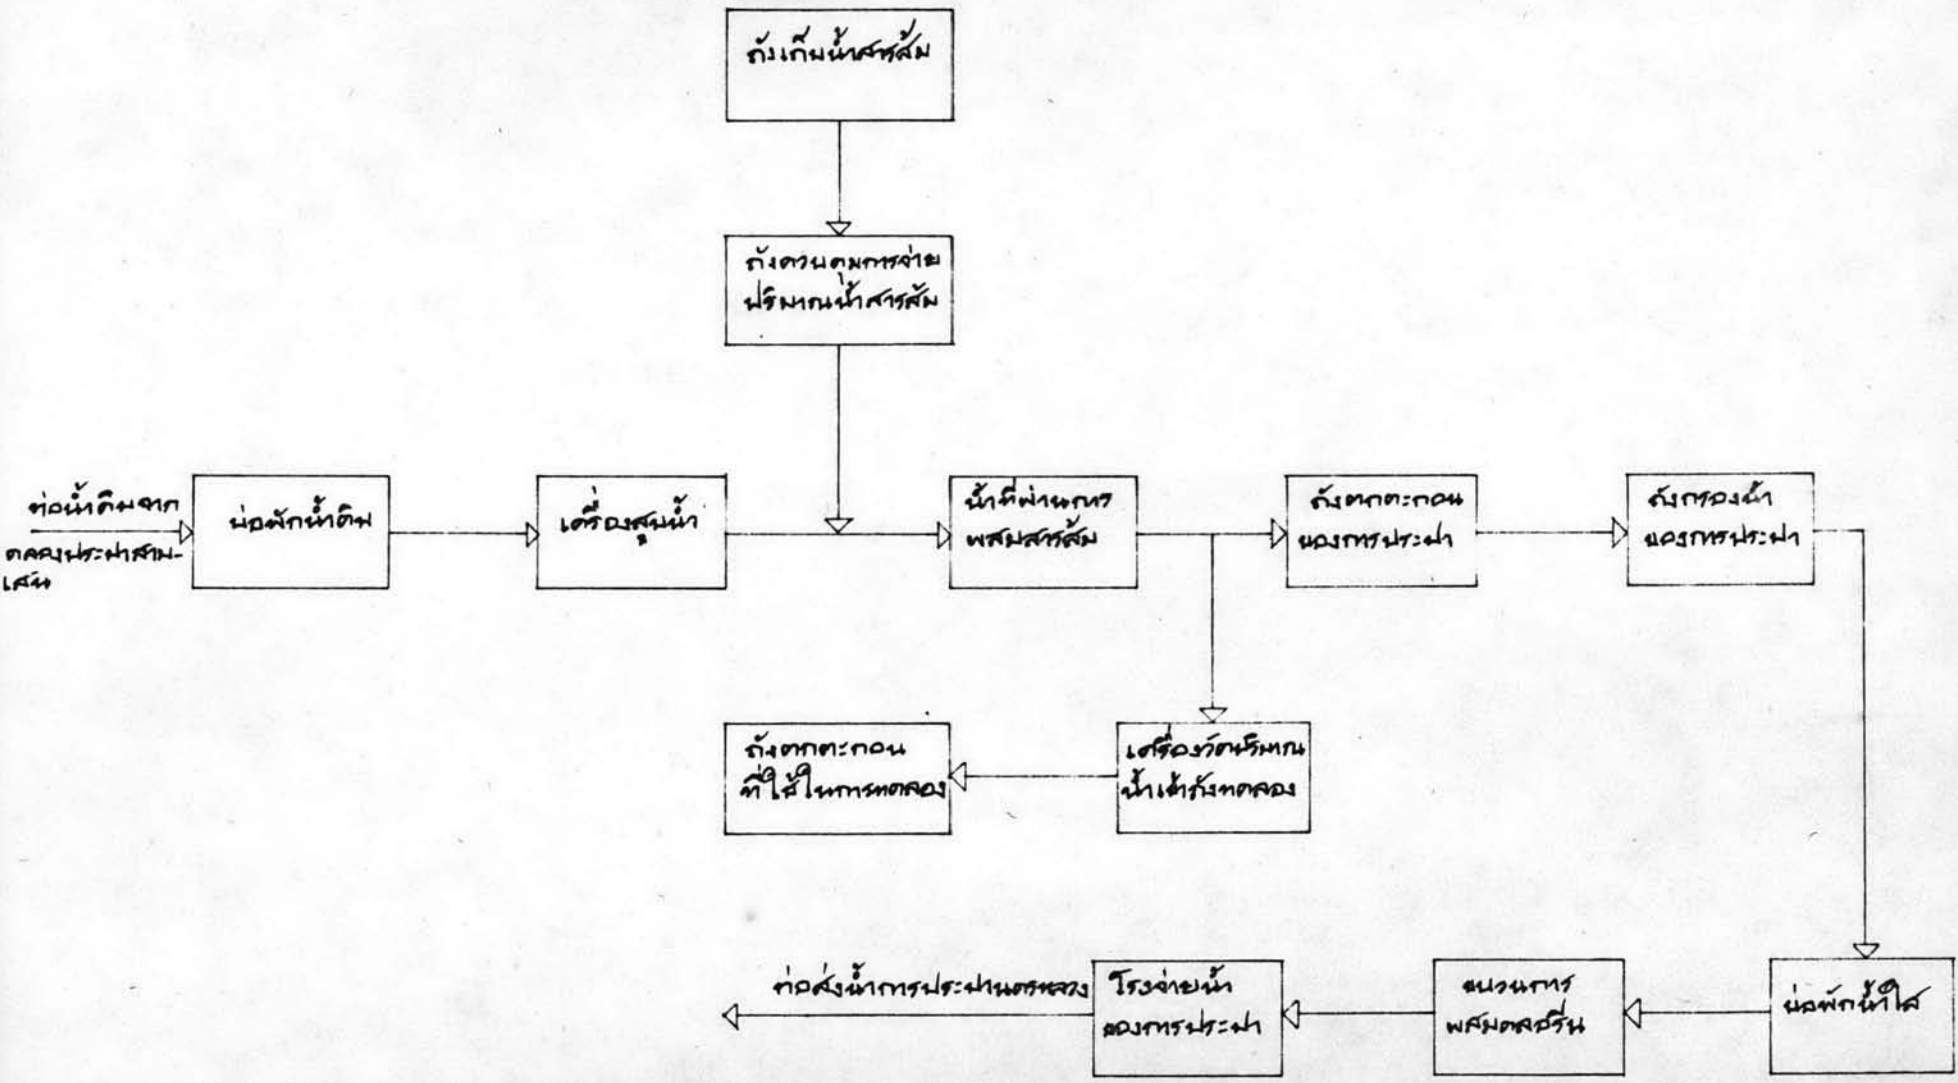 ถังเก็บน้ำสารส้ม
ถังควบคุมการจ่าย
ปริมาณน้ำสารส้ม
ท่อน้ำดิบจาก
คลองประปาสาม-
เสน
บ่อพักน้ำดิบ
เครื่องสูบน้ำ
น้ำที่ผ่านการ
ผสมสารส้ม
ถังตกตะกอน
ของการประปา
ถังกรองน้ำ
ของการประปา
ถังตกตะกอน
ที่ใช้ในการทดลอง
เครื่องวัดปริมาณ
น้ำเข้าถังทดลอง
ท่อส่งน้ำการประปานครหลวง
โรงจ่ายน้ำ
ของการประปา
ขบวนการ
ผสมคลอรีน
บ่อพักน้ำใส